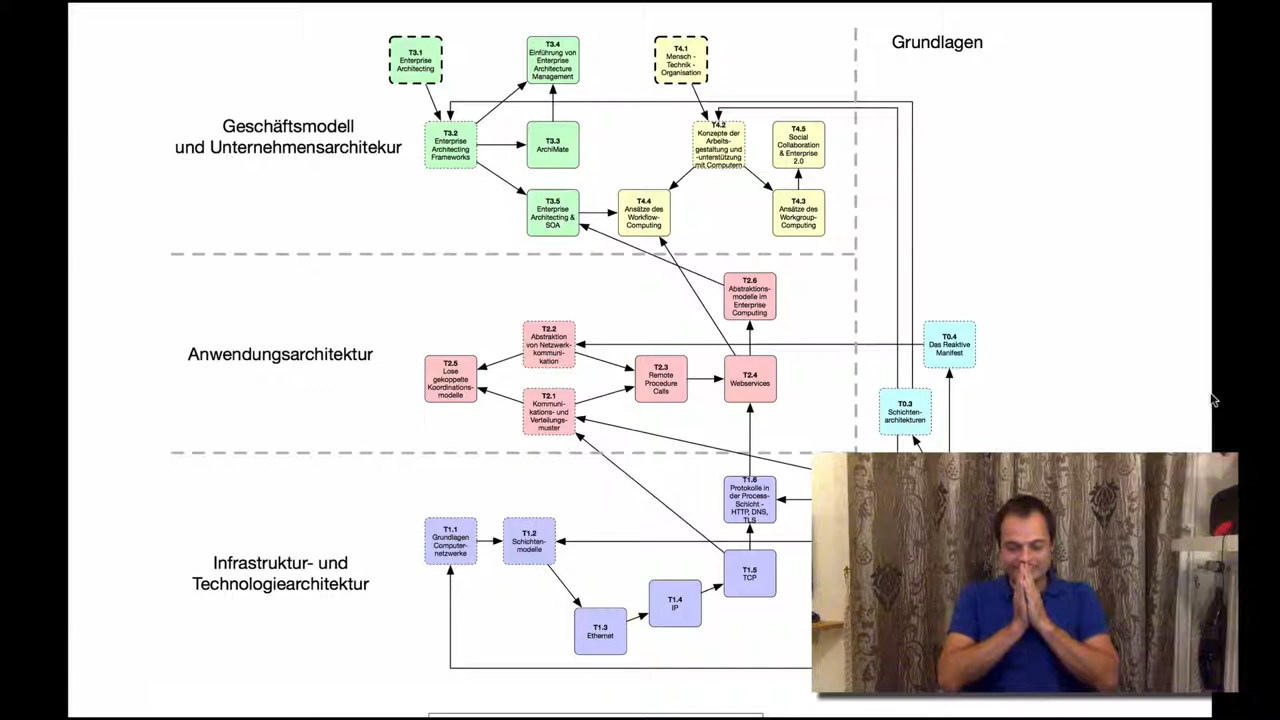 Grundlagen
T3.1
Enterprise
Architecting
T3.4
Einführung von
Enterprise
Architecture
Management
T4.1
Mensch -
Technik -
Organisation
Geschäftsmodell
und Unternehmensarchitekur
T3.2
Enterprise
Architecting
Frameworks
T3.3
ArchiMate
T4.2
Konzepte der
Arbeits-
gestaltung und
-unterstützung
mit Computern
T4.5
Social
Collaboration
& Enterprise
2.0
T3.5
Enterprise
Architecting &
SOA
T4.4
Ansätze des
Workflow-
Computing
T4.3
Ansätze des
Workgroup-
Computing
T2.6
Abstraktions-
modelle im
Enterprise
Computing
Anwendungsarchitektur
T2.2
Abstraktion
von Netzwerk-
kommuni-
kation
T0.4
Das Reaktive
Manifest
T2.5
Lose
gekoppelte
Koordinations-
modelle
T2.3
Remote
Procedure
Calls
T2.4
Webservices
T2.1
Kommuni-
kations- und
Verteilungs-
muster
T0.3
Schichten-
architekturen
T1.6
Protokolle in
der Process-
Schicht -
HTTP, DNS,
TLS
Infrastruktur- und
Technologiearchitektur
T1.1
Grundlagen
Computer-
netzwerke
T1.2
Schichten-
modelle
T1.5
TCP
T1.4
IP
T1.3
Ethernet